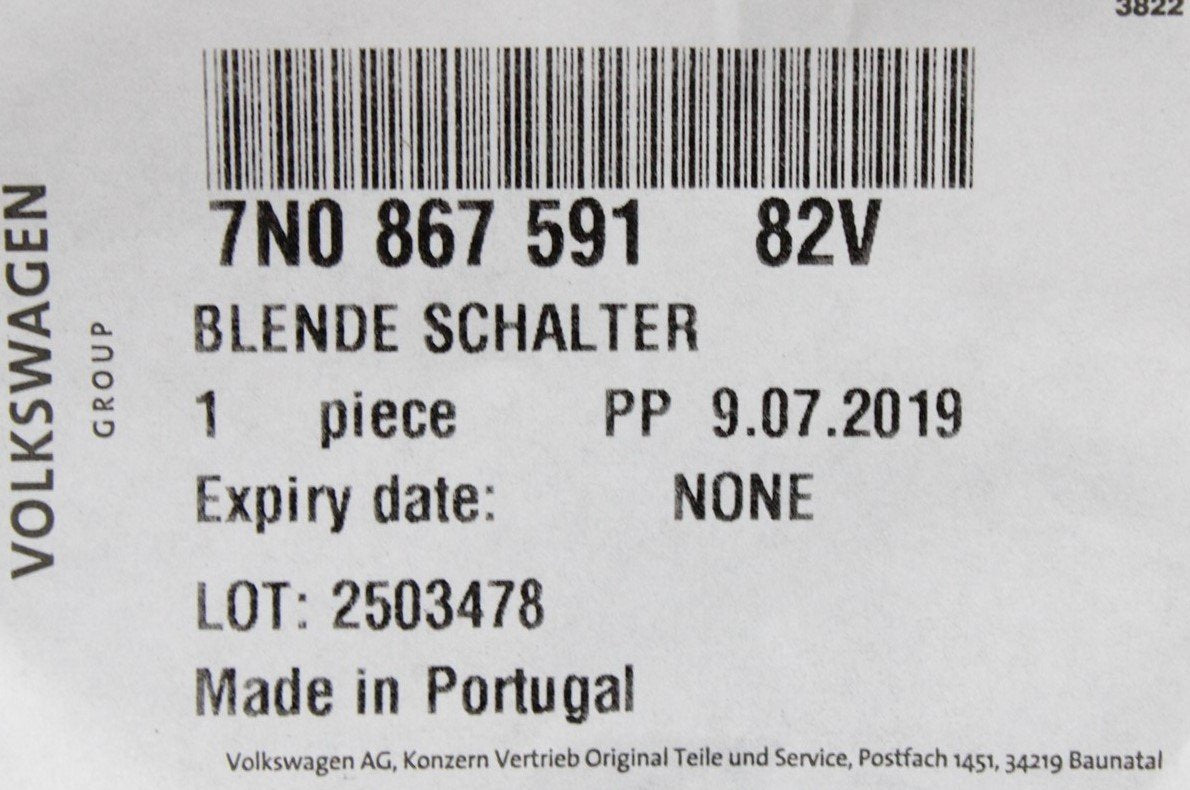 3822
VOLKSWAGEN
GROUP
7N0 867 591 82V
BLENDE SCHALTER
1 piece PP 9.07.2019
Expiry date: NONE
LOT: 2503478
Made in Portugal
Volkswagen AG, Konzern Vertrieb Original Teile und Service, Postfach 1451, 34219 Baunatal